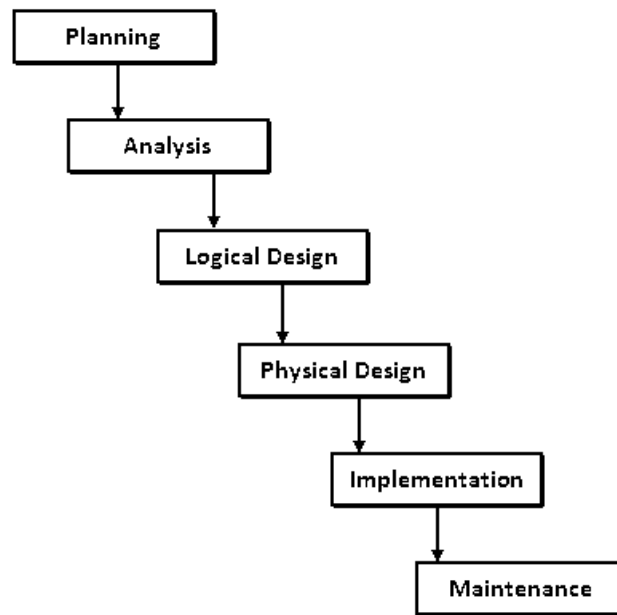 Planning
Analysis
Logical Design
Physical Design
Implementation
Maintenance